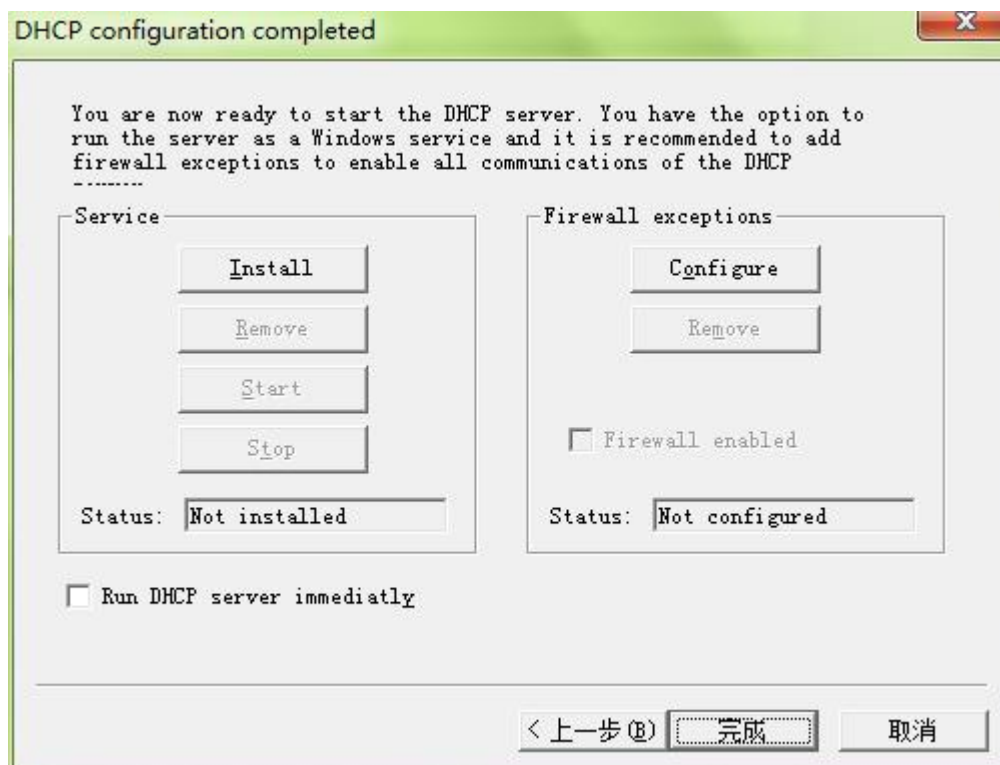 DHCP configuration completed
You are now ready to start the DHCP server. You have the option to
run the server as a Windows service and it is recommended to add
firewall exceptions to enable all communications of the DHCP
Service
Install
Remove
Start
Stop
Status: Not installed
Firewall exceptions
Configure
Remove
Firewall enabled
Status: Not configured
Run DHCP server immediatly
< 上一步(B)
完成
取消